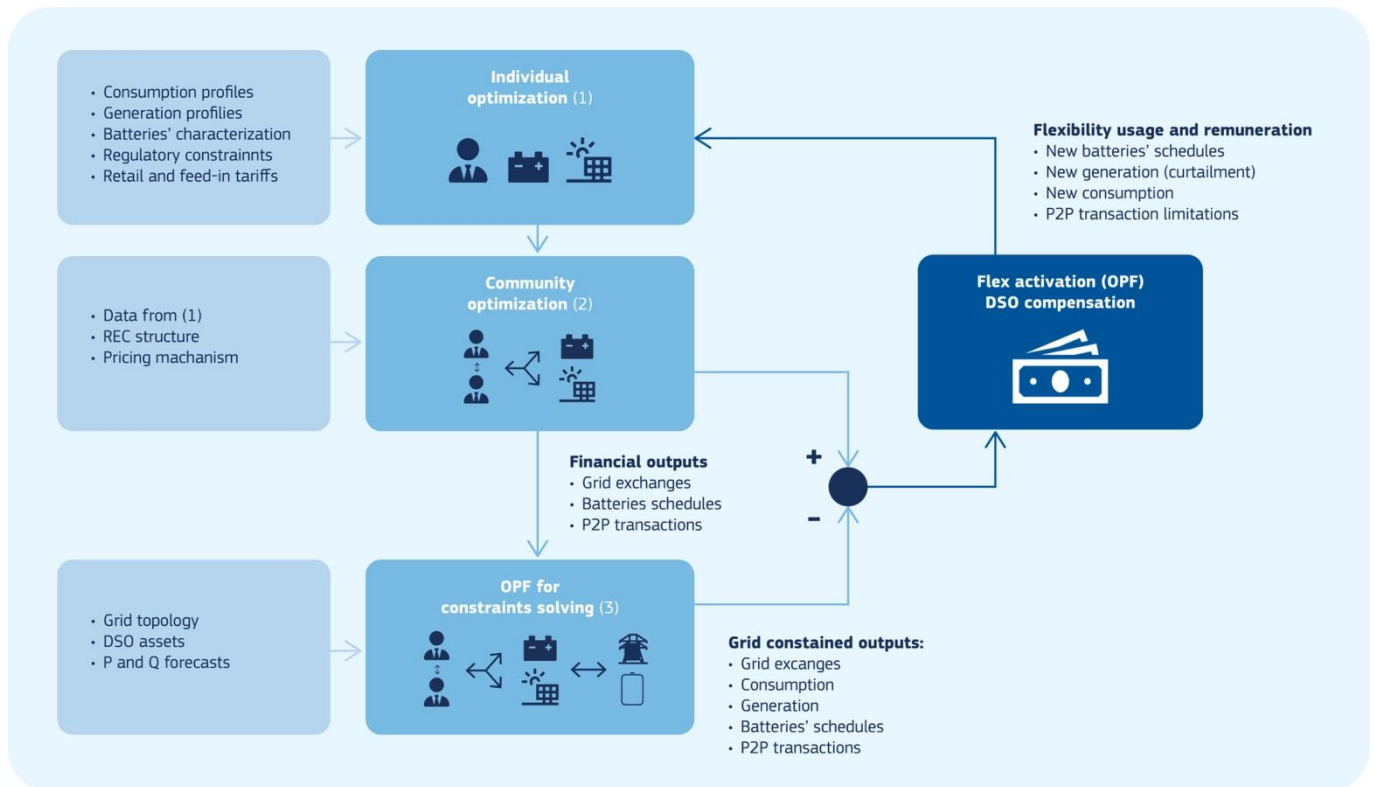 • Consumption profiles
• Generation profilies
• Batteries' characterization
• Regulatory constrainnts
• Retail and feed-in tariffs
Individual
optimization (1)
Flexibility usage and remuneration
• New batteries' schedules
• New generation (curtailment)
• New consumption
• P2P transaction limitations
• Data from (1)
• REC structure
• Pricing machanism
Community
optimization (2)
Flex activation (OPF)
DSO compensation
Financial outputs
• Grid exchanges
• Batteries schedules
• P2P transactions
+
-
• Grid topology
• DSO assets
• P and Q forecasts
OPF for
constraints solving (3)
Grid constained outputs:
• Grid excanges
• Consumption
• Generation
• Batteries' schedules
• P2P transactions